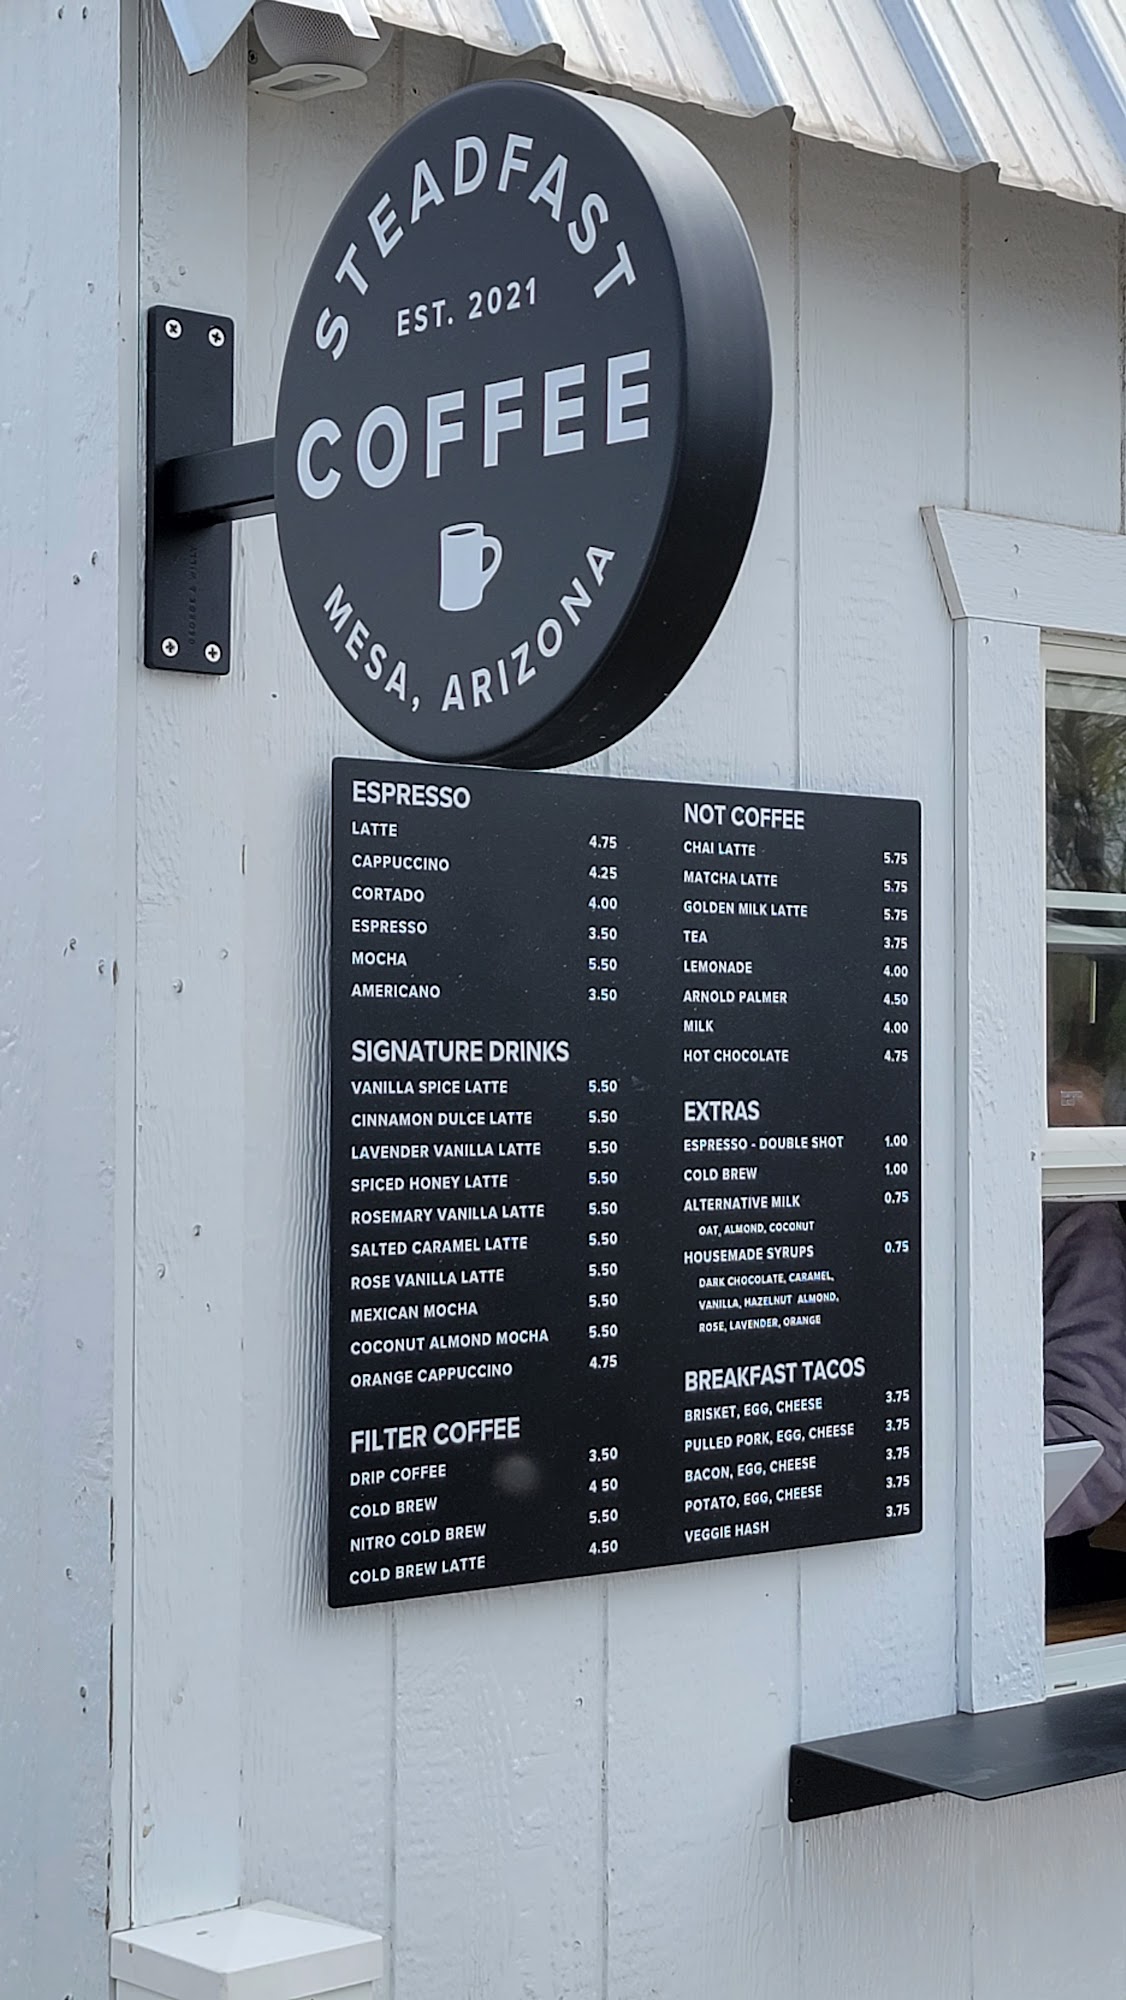 STEADFAST
EST. 2021
COFFEE
MESA, ARIZONA
GEORGE & WILLY
ESPRESSO
LATTE 4.75
CAPPUCCINO 4.25
CORTADO 4.00
ESPRESSO 3.50
MOCHA 5.50
AMERICANO 3.50
SIGNATURE DRINKS
VANILLA SPICE LATTE 5.50
CINNAMON DULCE LATTE 5.50
LAVENDER VANILLA LATTE 5.50
SPICED HONEY LATTE 5.50
ROSEMARY VANILLA LATTE 5.50
SALTED CARAMEL LATTE 5.50
ROSE VANILLA LATTE 5.50
MEXICAN MOCHA 5.50
COCONUT ALMOND MOCHA 5.50
ORANGE CAPPUCCINO 4.75
FILTER COFFEE
DRIP COFFEE 3.50
COLD BREW 4 50
NITRO COLD BREW 5.50
COLD BREW LATTE 4.50
NOT COFFEE
CHAI LATTE 5.75
MATCHA LATTE 5.75
GOLDEN MILK LATTE 5.75
TEA 3.75
LEMONADE 4.00
ARNOLD PALMER 4.50
MILK 4.00
HOT CHOCOLATE 4.75
EXTRAS
ESPRESSO - DOUBLE SHOT 1.00
COLD BREW 1.00
ALTERNATIVE MILK 0.75
OAT, ALMOND, COCONUT
HOUSEMADE SYRUPS 0.75
DARK CHOCOLATE, CARAMEL,
VANILLA, HAZELNUT ALMOND,
ROSE, LAVENDER, ORANGE
BREAKFAST TACOS
BRISKET, EGG, CHEESE 3.75
PULLED PORK, EGG, CHEESE 3.75
BACON, EGG, CHEESE 3.75
POTATO, EGG, CHEESE 3.75
VEGGIE HASH 3.75